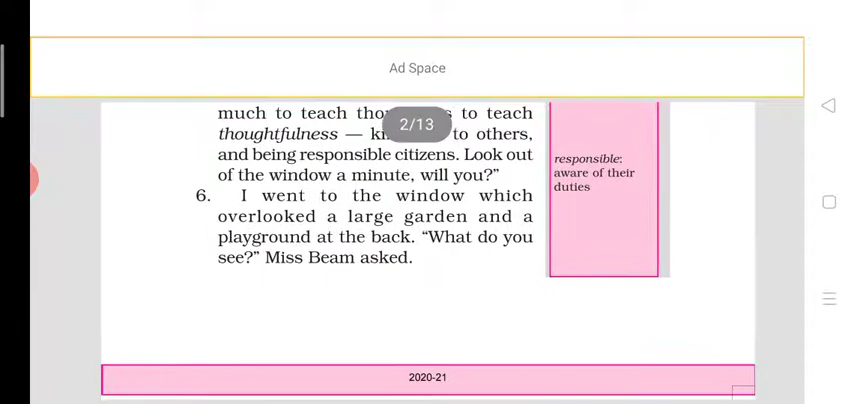 Ad Space
much to teach
to teach
2/13
thoughtfulness —
to others,
and being responsible citizens. Look out
of the window a minute, will you?”
responsible:
aware of their
duties
6. I went to the window which
overlooked a large garden and a
playground at the back. “What do you
see?” Miss Beam asked.
2020-21